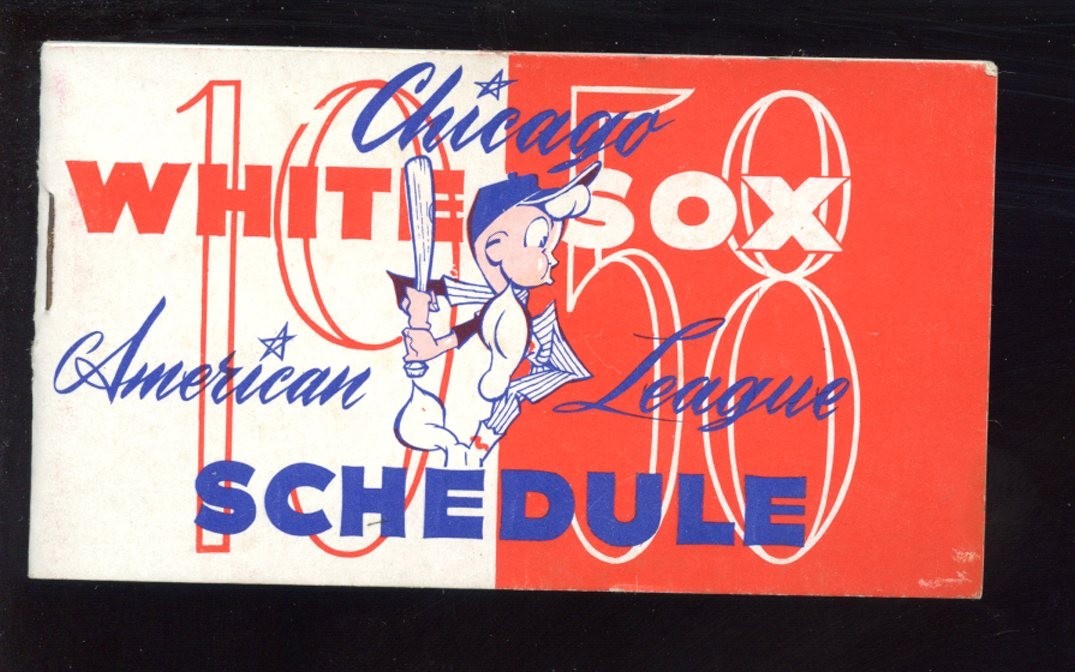 1958
Chicago
WHITE SOX
American League
SCHEDULE